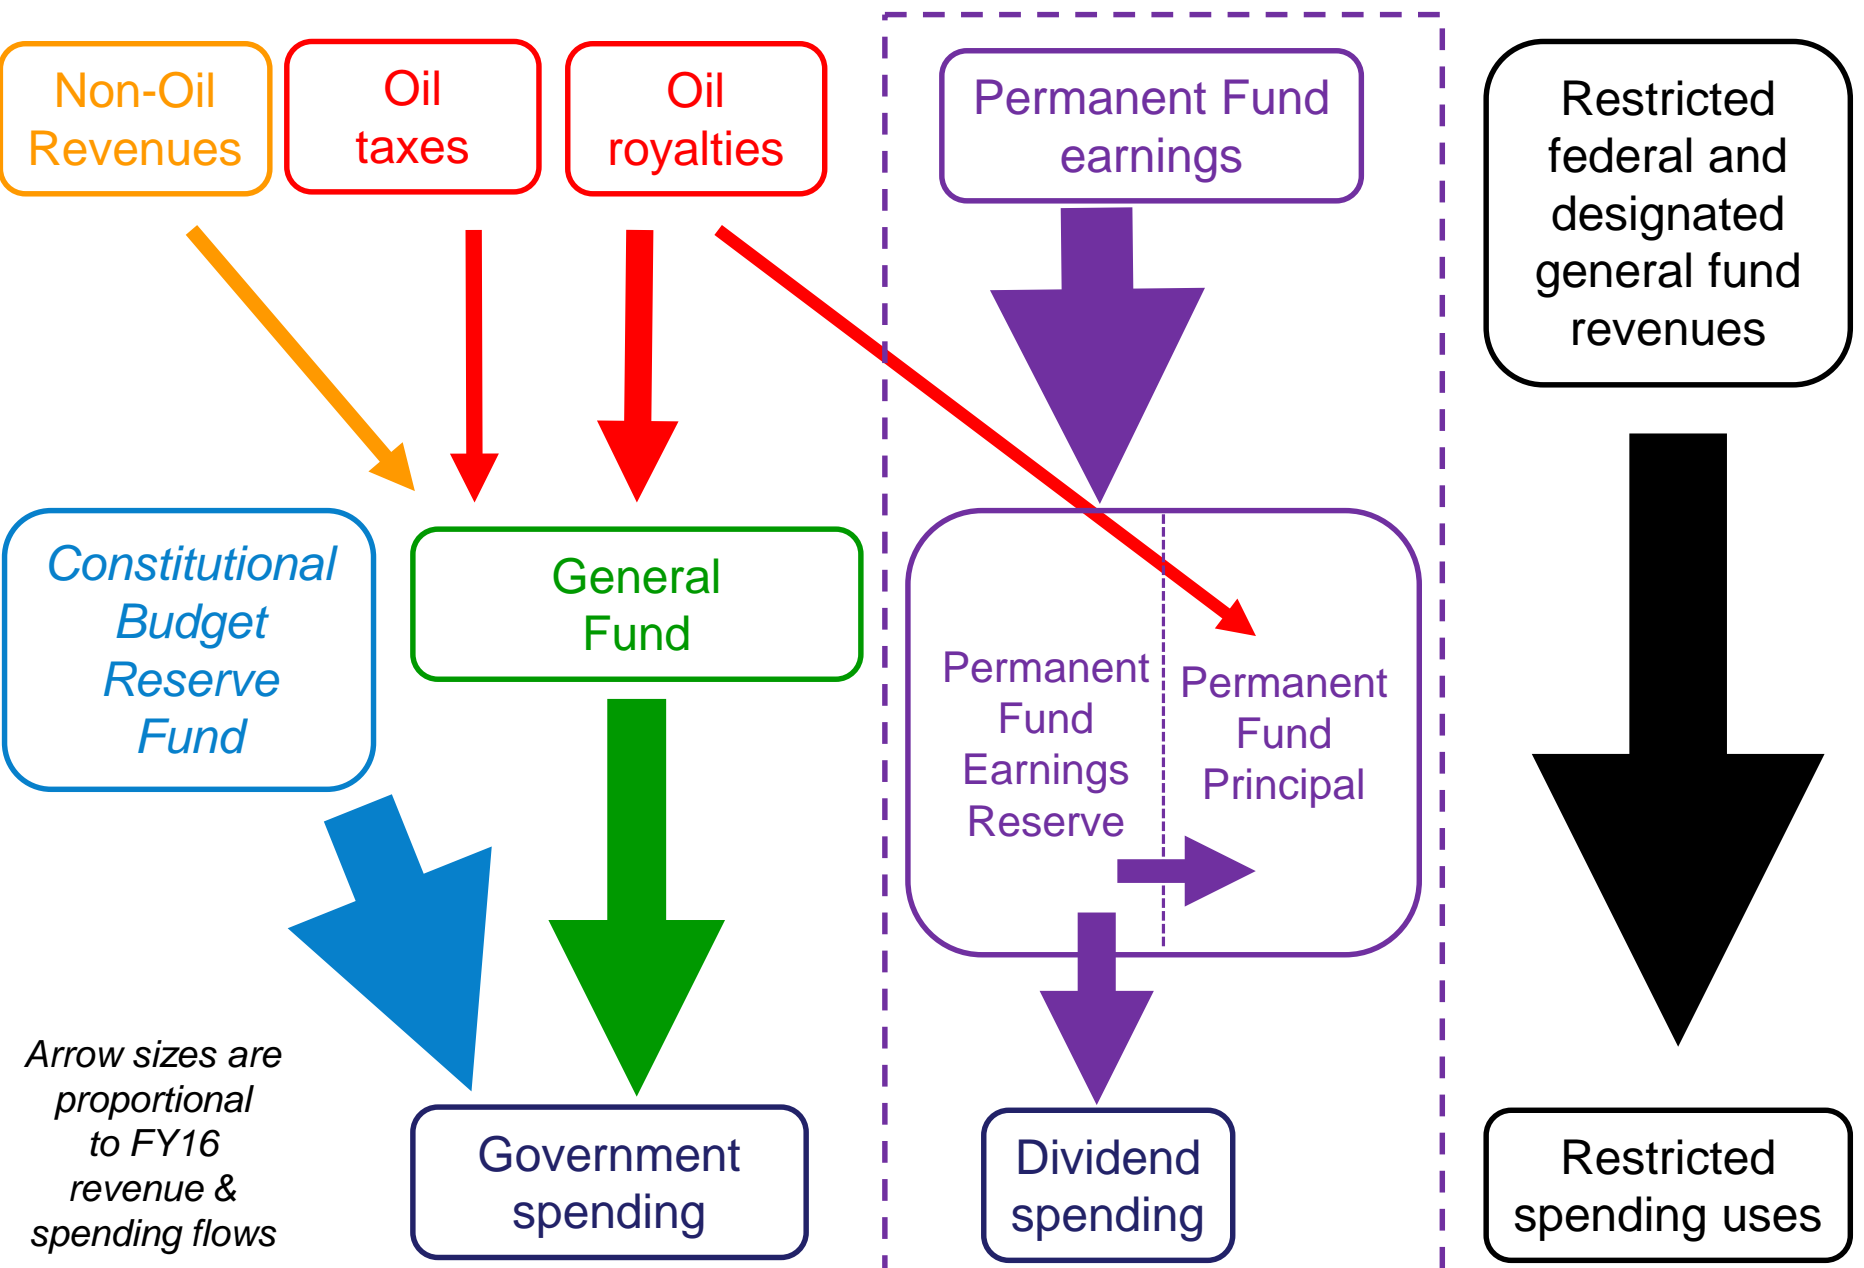 Non-Oil
Revenues
Oil
taxes
Oil
royalties
Permanent Fund
earnings
Restricted
federal and
designated
general fund
revenues
Constitutional
Budget
Reserve
Fund
General
Fund
Permanent
Fund
Earnings
Reserve
Permanent
Fund
Principal
Arrow sizes are
proportional
to FY16
revenue &
spending flows
Government
spending
Dividend
spending
Restricted
spending uses